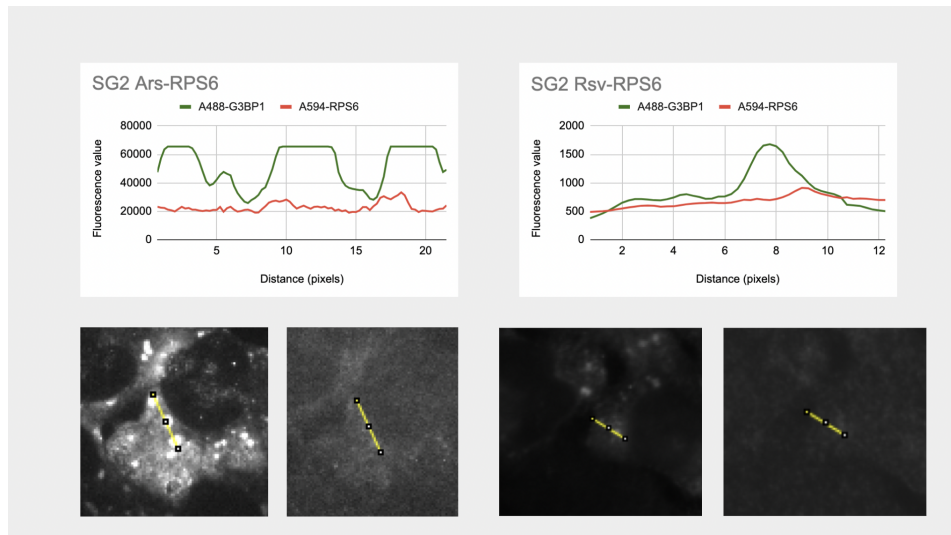 SG2 Ars-RPS6
A488-G3BP1 A594-RPS6
80000
60000
40000
20000
0
Fluorescence value
5 10 15 20
Distance (pixels)
SG2 Rsv-RPS6
A488-G3BP1 A594-RPS6
2000
1500
1000
500
0
Fluorescence value
2 4 6 8 10 12
Distance (pixels)